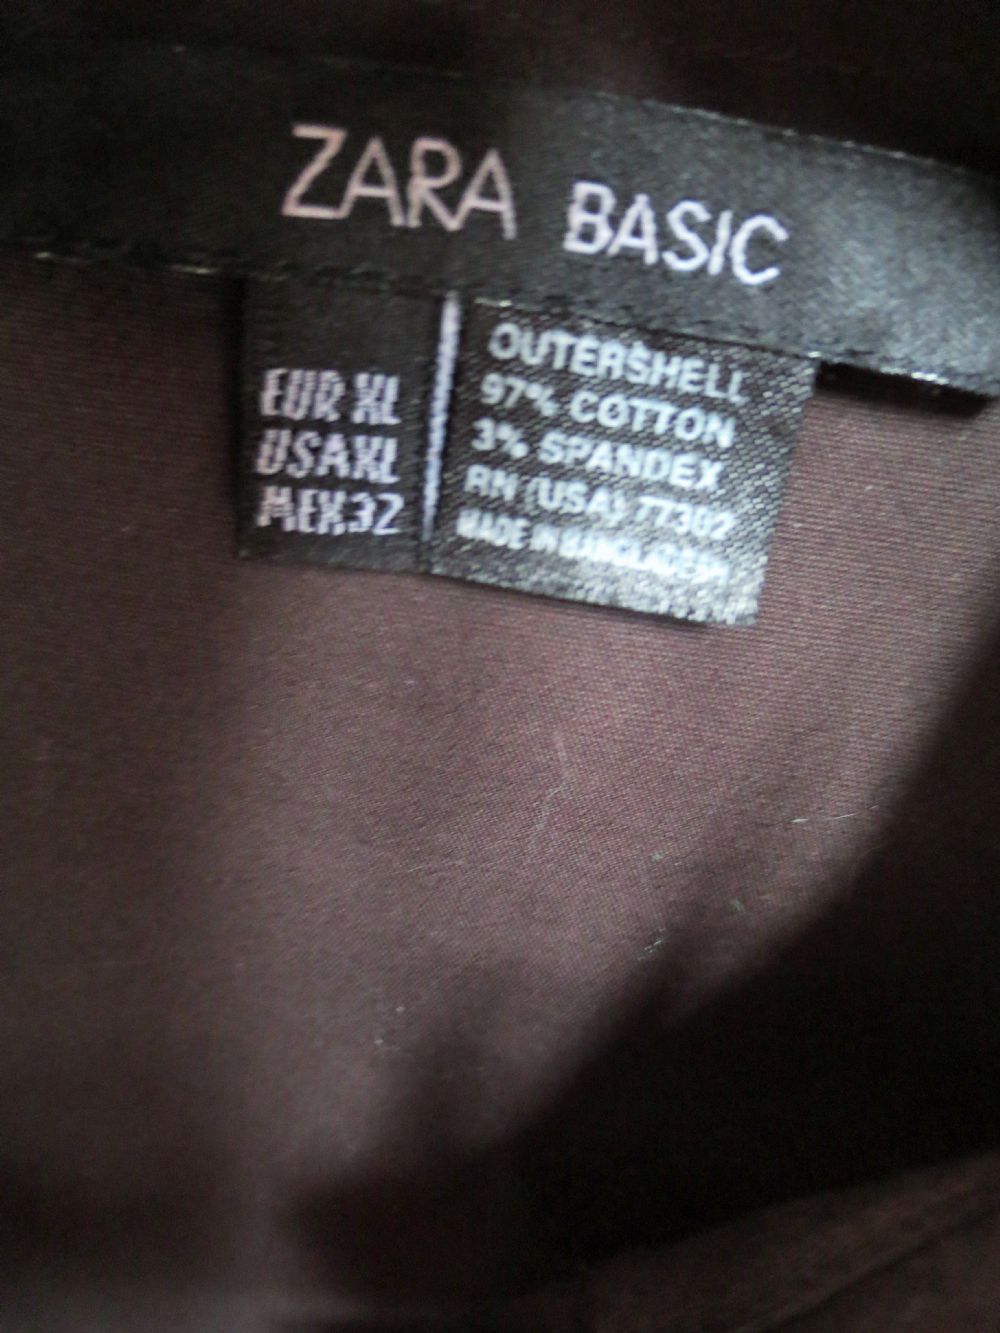 ZARA BASIC
EUR XL
USA XL
MEX 32
OUTERSHELL
97% COTTON
3% SPANDEX
RN (USA) 77302
MADE IN BANGLADESH